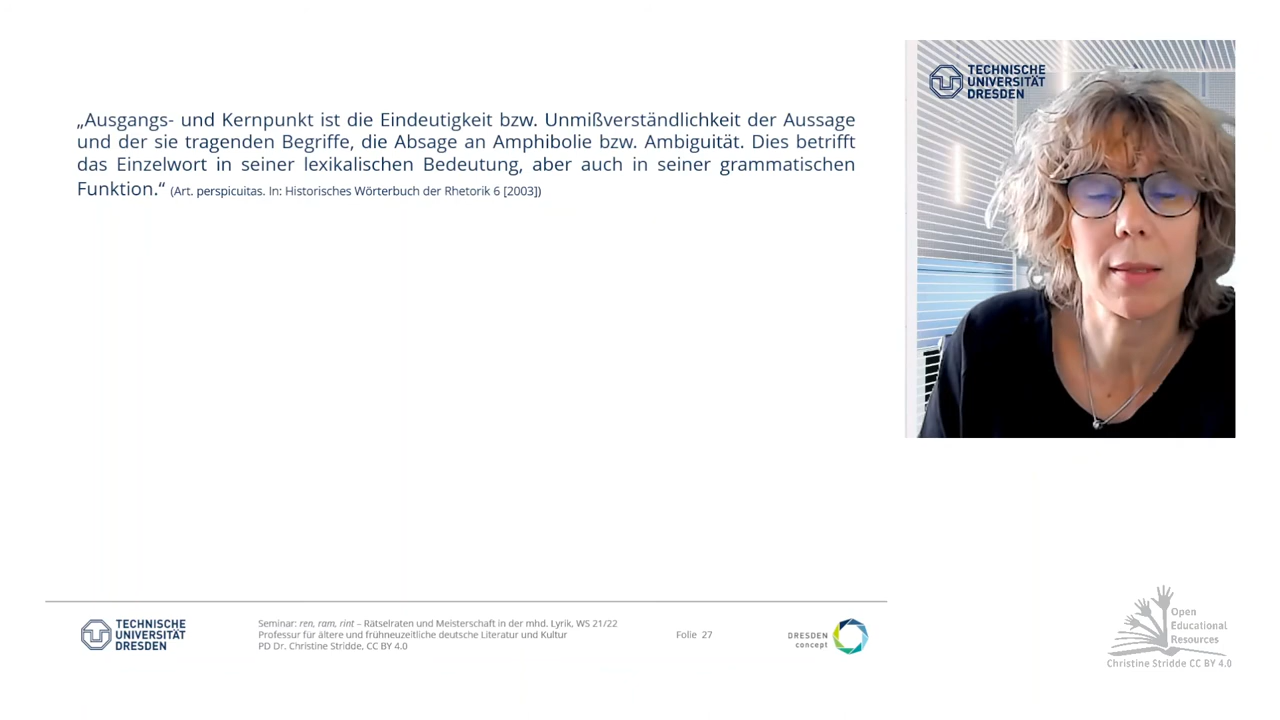 „Ausgangs- und Kernpunkt ist die Eindeutigkeit bzw. Unmißverständlichkeit der Aussage
und der sie tragenden Begriffe, die Absage an Amphibolie bzw. Ambiguität. Dies betrifft
das Einzelwort in seiner lexikalischen Bedeutung, aber auch in seiner grammatischen
Funktion.“ (Art. perspicuitas. In: Historisches Wörterbuch der Rhetorik 6 [2003])
TECHNISCHE
UNIVERSITÄT
DRESDEN
TECHNISCHE
UNIVERSITÄT
DRESDEN
Seminar: ren, ram, rint – Rätselraten und Meisterschaft in der mhd. Lyrik, WS 21/22
Professur für ältere und frühneuzeitliche deutsche Literatur und Kultur
PD Dr. Christine Stridde, CC BY 4.0
Folie 27
DRESDEN
concept
Open
Educational
Resources
Christine Stridde CC BY 4.0